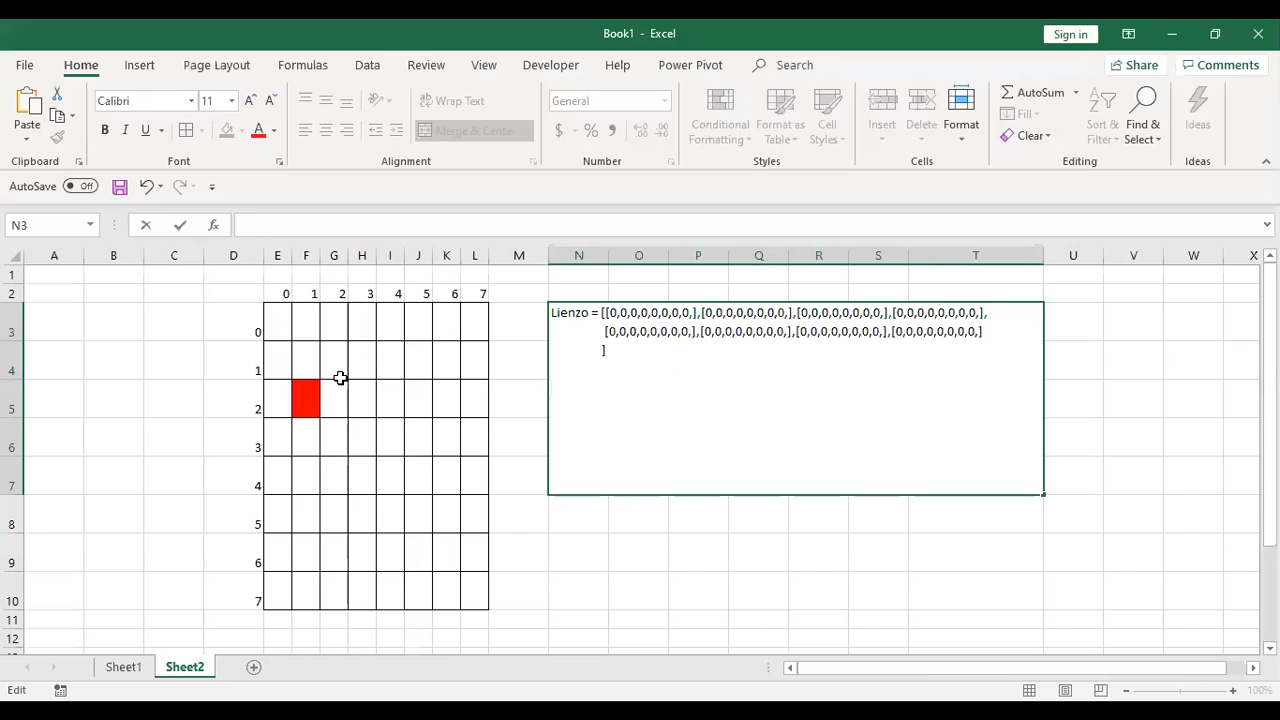 Book1 - Excel
Sign in
File Home Insert Page Layout Formulas Data Review View Developer Help Power Pivot Search Share Comments
Calibri 11 A A Wrap Text General AutoSum
Paste B I U A Merge & Center $ % Conditional Formatting Format as Table Cell Styles Insert Delete Format Fill Clear Sort & Filter Find & Select Ideas
Clipboard Font Alignment Number Styles Cells Editing Ideas
AutoSave Off
N3 fx
A B C D E F G H I J K L M N O P Q R S T U V W X
1
2 0 1 2 3 4 5 6 7
Lienzo = [[0,0,0,0,0,0,0,0,],[0,0,0,0,0,0,0,0,],[0,0,0,0,0,0,0,0,],[0,0,0,0,0,0,0,0,],
3 0 [0,0,0,0,0,0,0,0,],[0,0,0,0,0,0,0,0,],[0,0,0,0,0,0,0,0,],[0,0,0,0,0,0,0,0,]
]
4 1
5 2
6 3
7 4
8 5
9 6
10 7
11
12
Sheet1 Sheet2
Edit 100%